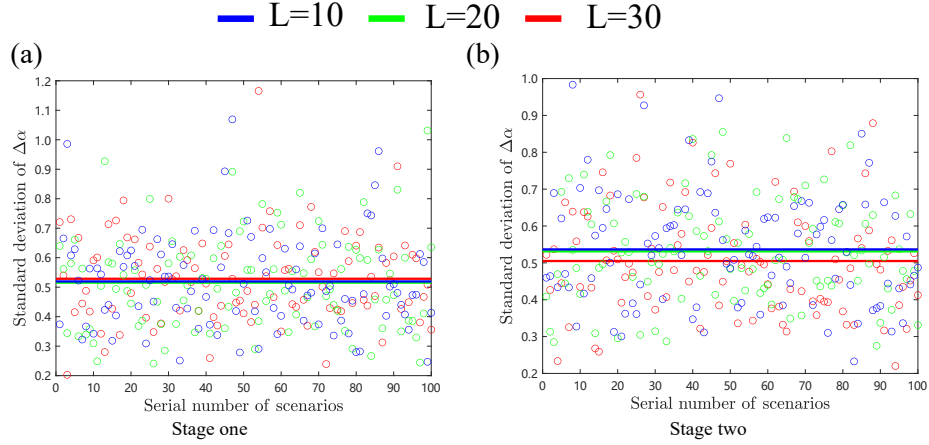 L=10 L=20 L=30
(a)
1.2
1.1
1.0
0.9
0.8
0.7
0.6
0.5
0.4
0.3
0.2
Standard deviation of Δα
0 10 20 30 40 50 60 70 80 90 100
Serial number of scenarios
Stage one
(b)
1.0
0.9
0.8
0.7
0.6
0.5
0.4
0.3
0.2
Standard deviation of Δα
0 10 20 30 40 50 60 70 80 90 100
Serial number of scenarios
Stage two